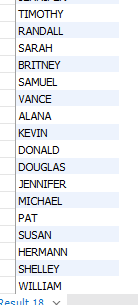 TIMOTHY
RANDALL
SARAH
BRITNEY
SAMUEL
VANCE
ALANA
KEVIN
DONALD
DOUGLAS
JENNIFER
MICHAEL
PAT
SUSAN
HERMANN
SHELLEY
WILLIAM
Result 18